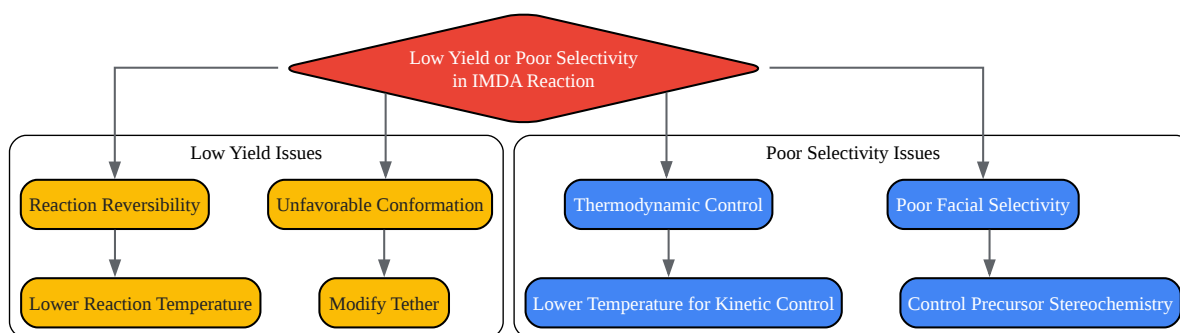 Low Yield or Poor Selectivity
in IMDA Reaction
Low Yield Issues
Poor Selectivity Issues
Reaction Reversibility
Unfavorable Conformation
Thermodynamic Control
Poor Facial Selectivity
Lower Reaction Temperature
Modify Tether
Lower Temperature for Kinetic Control
Control Precursor Stereochemistry